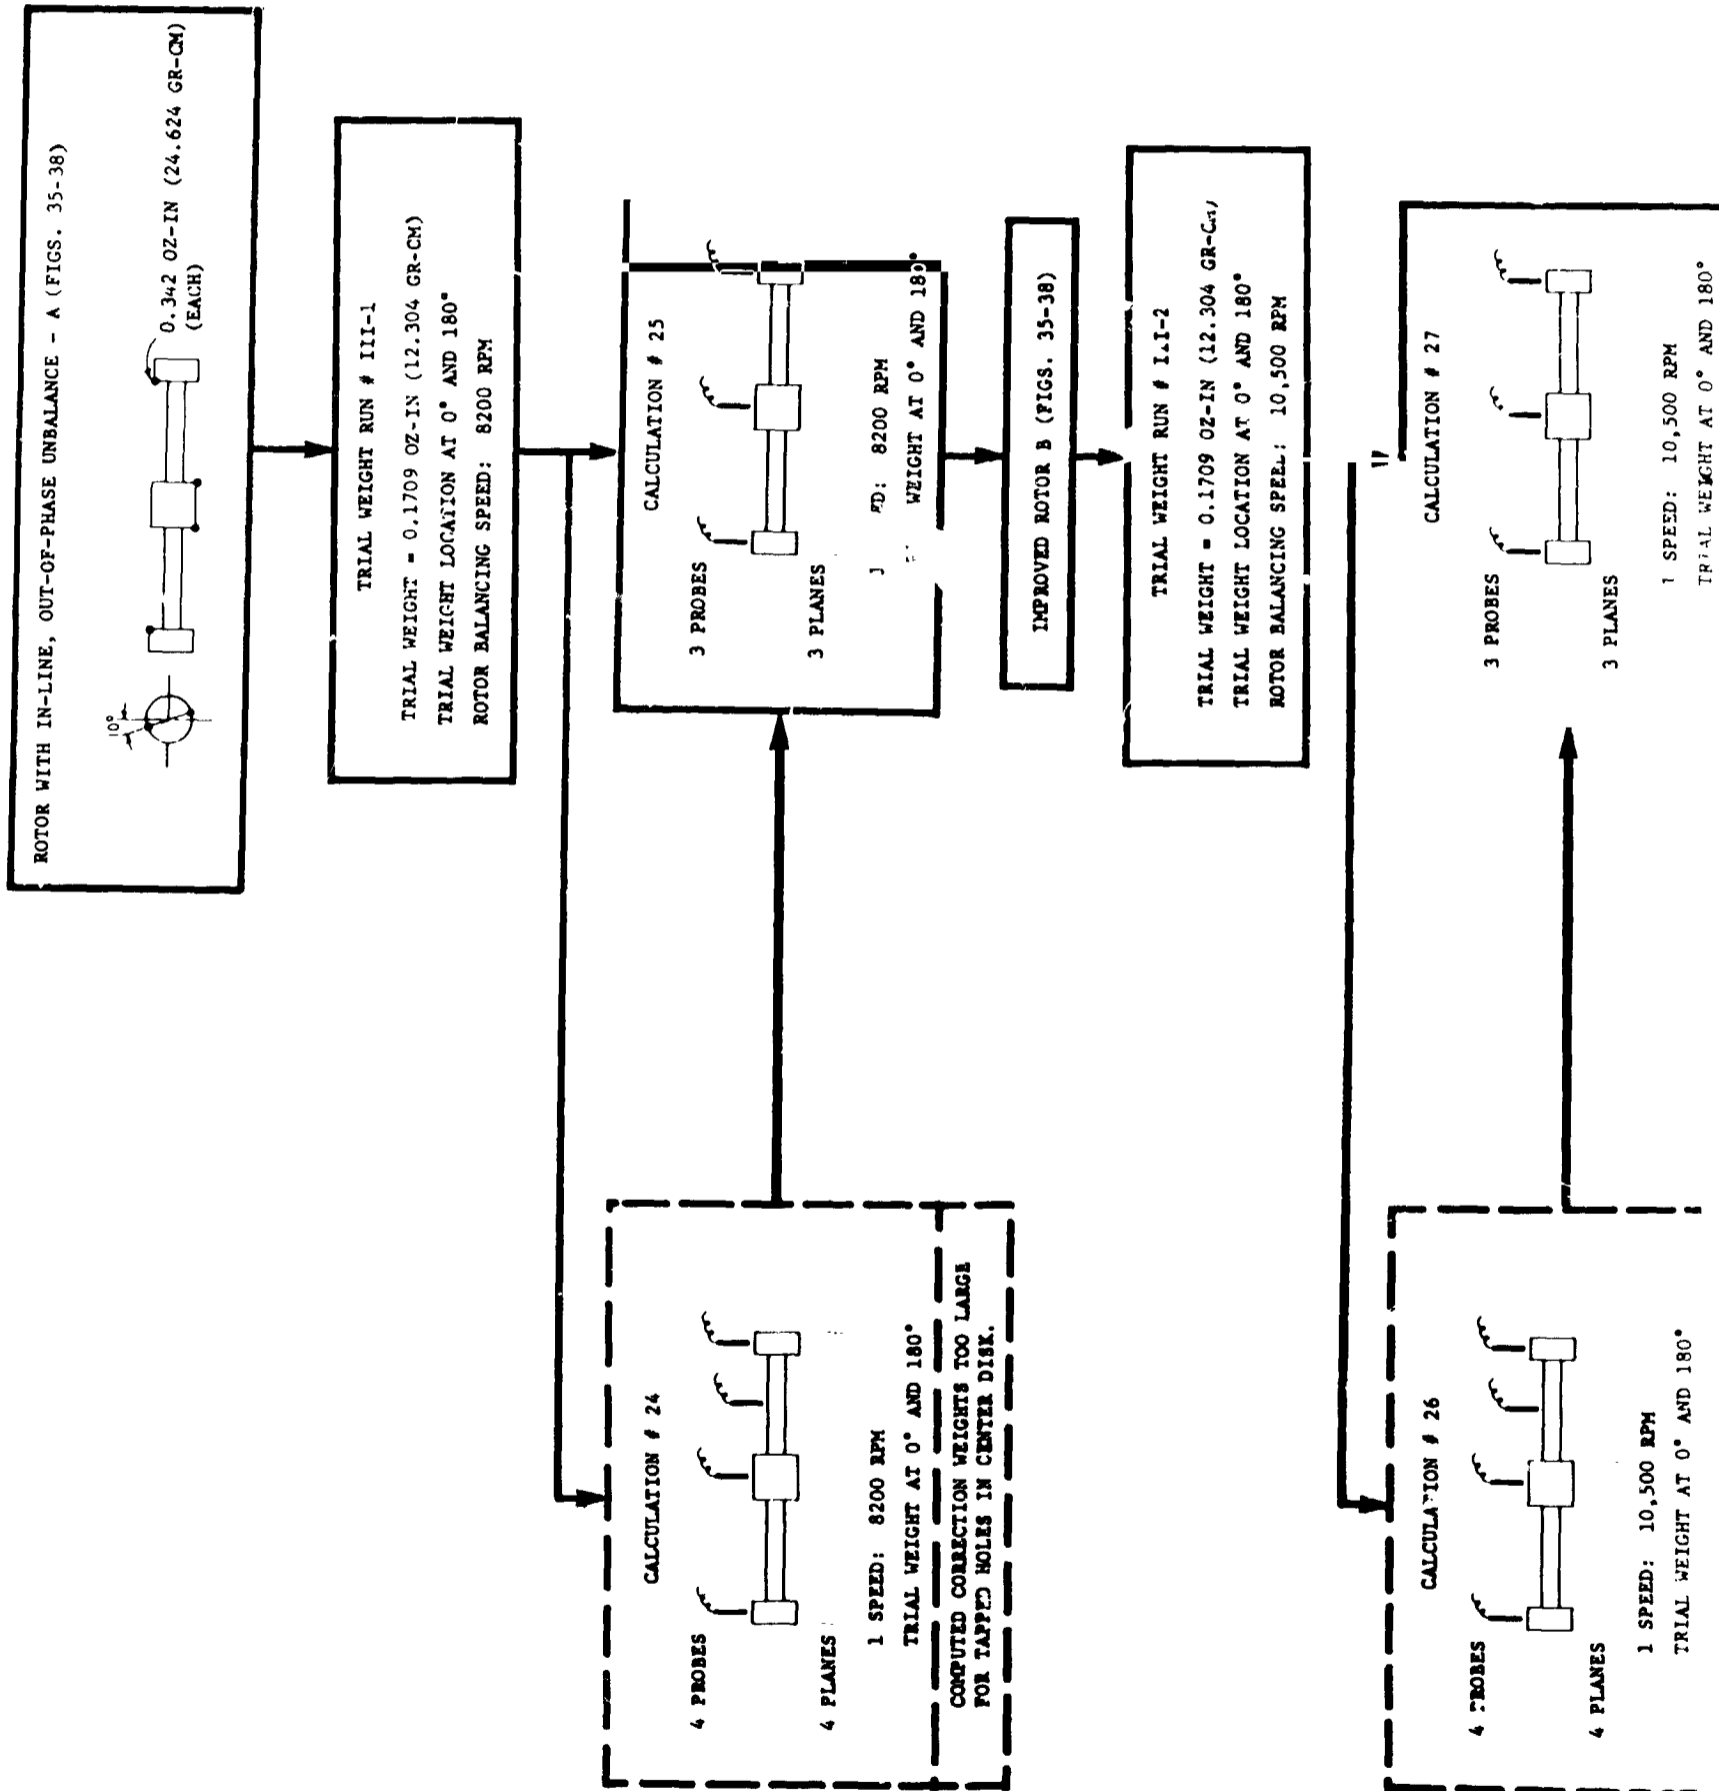 ROTOR WITH IN-LINE, OUT-OF-PHASE UNBALANCE - A (FIGS. 35-38)
10°
0.342 OZ-IN (24.624 GR-CM)
(EACH)
TRIAL WEIGHT RUN # III-1
TRIAL WEIGHT = 0.1709 OZ-IN (12.304 GR-CM)
TRIAL WEIGHT LOCATION AT 0° AND 180°
ROTOR BALANCING SPEED: 8200 RPM
CALCULATION # 24
4 PROBES
4 PLANES
1 SPEED: 8200 RPM
TRIAL WEIGHT AT 0° AND 180°
COMPUTED CORRECTION WEIGHTS TOO LARGE
FOR TAPPED HOLES IN CENTER DISK.
CALCULATION # 25
3 PROBES
3 PLANES
8200 RPM
WEIGHT AT 0° AND 180°
IMPROVED ROTOR B (FIGS. 35-38)
TRIAL WEIGHT RUN #
TRIAL WEIGHT = 0.1709 OZ-IN (12.304
TRIAL WEIGHT LOCATION AT 0° AND 180°
ROTOR BALANCING 10,500 RPM
CALCULATION # 26
4 PROBES
4 PLANES
1 SPEED: 10,500 RPM
TRIAL WEIGHT AT 0° AND 180°
CALCULATION # 27
3 PROBES
3 PLANES
1 SPEED: 10,500 RPM
TRIAL WEIGHT AT 0° AND 180°